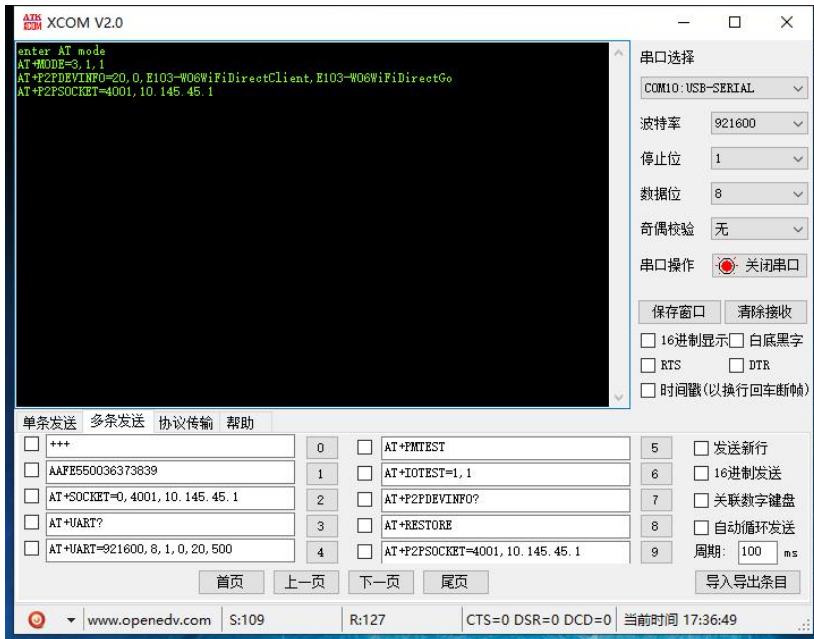 ATK
COM XCOM V2.0
enter AT mode
AT+MODE=3,1,1
AT+P2PDEVINFO=20,0,E103-W06WiFiDirectClient,E103-W06WiFiDirectGo
AT+P2PSOCKET=4001,10.145.45.1
串口选择
COM10:USB-SERIAL
波特率 921600
停止位 1
数据位 8
奇偶校验 无
串口操作 关闭串口
保存窗口 清除接收
16进制显示 白底黑字
RTS DTR
时间戳(以换行回车断帧)
单条发送 多条发送 协议传输 帮助
+++ 0 AT+PMTEST 5 发送新行
AAFE550036373839 1 AT+IOTEST=1,1 6 16进制发送
AT+SOCKET=0,4001,10.145.45.1 2 AT+P2PDEVINFO? 7 关联数字键盘
AT+UART? 3 AT+RESTORE 8 自动循环发送
AT+UART=921600,8,1,0,20,500 4 AT+P2PSOCKET=4001,10.145.45.1 9 周期: 100 ms
首页 上一页 下一页 尾页 导入导出条目
www.openedv.com S:109 R:127 CTS=0 DSR=0 DCD=0 当前时间 17:36:49